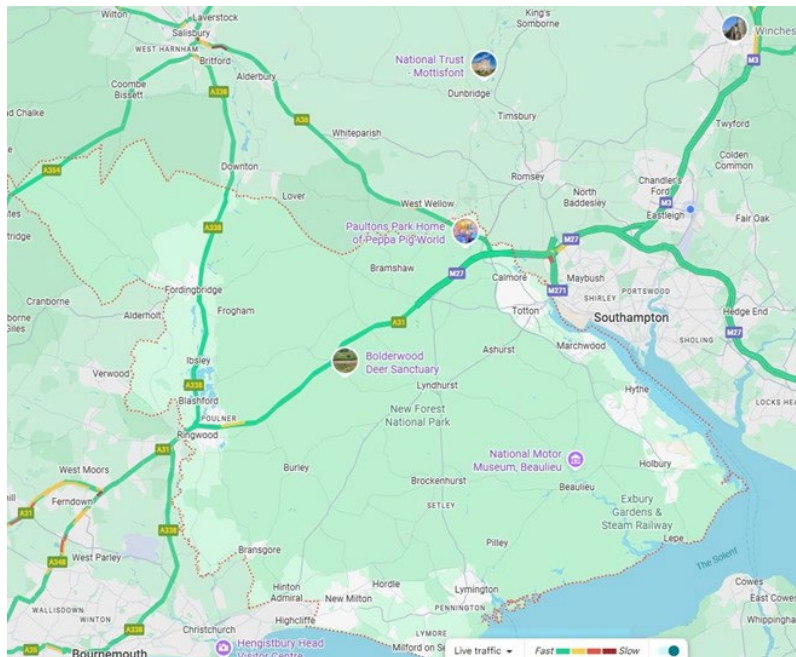 Wilton
Laverstock
Salisbury
WEST HARNHAM
Britford
Coombe
Bissett
Alderbury
A338
A36
King's
Somborne
National Trust
- Mottisfont
Dunbridge
Timsbury
M3
Twyford
Colden
Common
Whiteparish
Downton
A354
Lover
West Wellow
Romsey
North
Baddesley
Chandler's
Ford
M3
Eastleigh
Fair Oak
Paultons Park Home
of Peppa Pig World
A338
M27
M27
Bramshaw
Calmore
M271
Maybush
SHIRLEY
PORTSWOOD
Hedge End
Fordingbridge
Cranborne
Alderholt
Frogham
A31
Totton
Southampton
M27
SHOLING
Verwood
Ibsley
Bolderwood
Deer Sanctuary
Ashurst
Marchwood
A338
Blashford
Lyndhurst
Hythe
POULNER
New Forest
National Park
Ringwood
A31
West Moors
Burley
National Motor
Museum, Beaulieu
Holbury
Ferndown
Brockenhurst
Beaulieu
SETLEY
Exbury
Gardens &
Steam Railway
A31
A338
Pilley
Lepe
West Parley
A348
Bransgore
The Solent
Hinton
Admiral
Hordle
Lymington
New Milton
PENNINGTON
Cowes
East Cowes
WALLISDOWN
WINTON
A338
Christchurch
Highcliffe
LYMORE
A35
Bournemouth
Hengistbury Head
Visitor Centre
Milford on
Live traffic
Fast
Slow